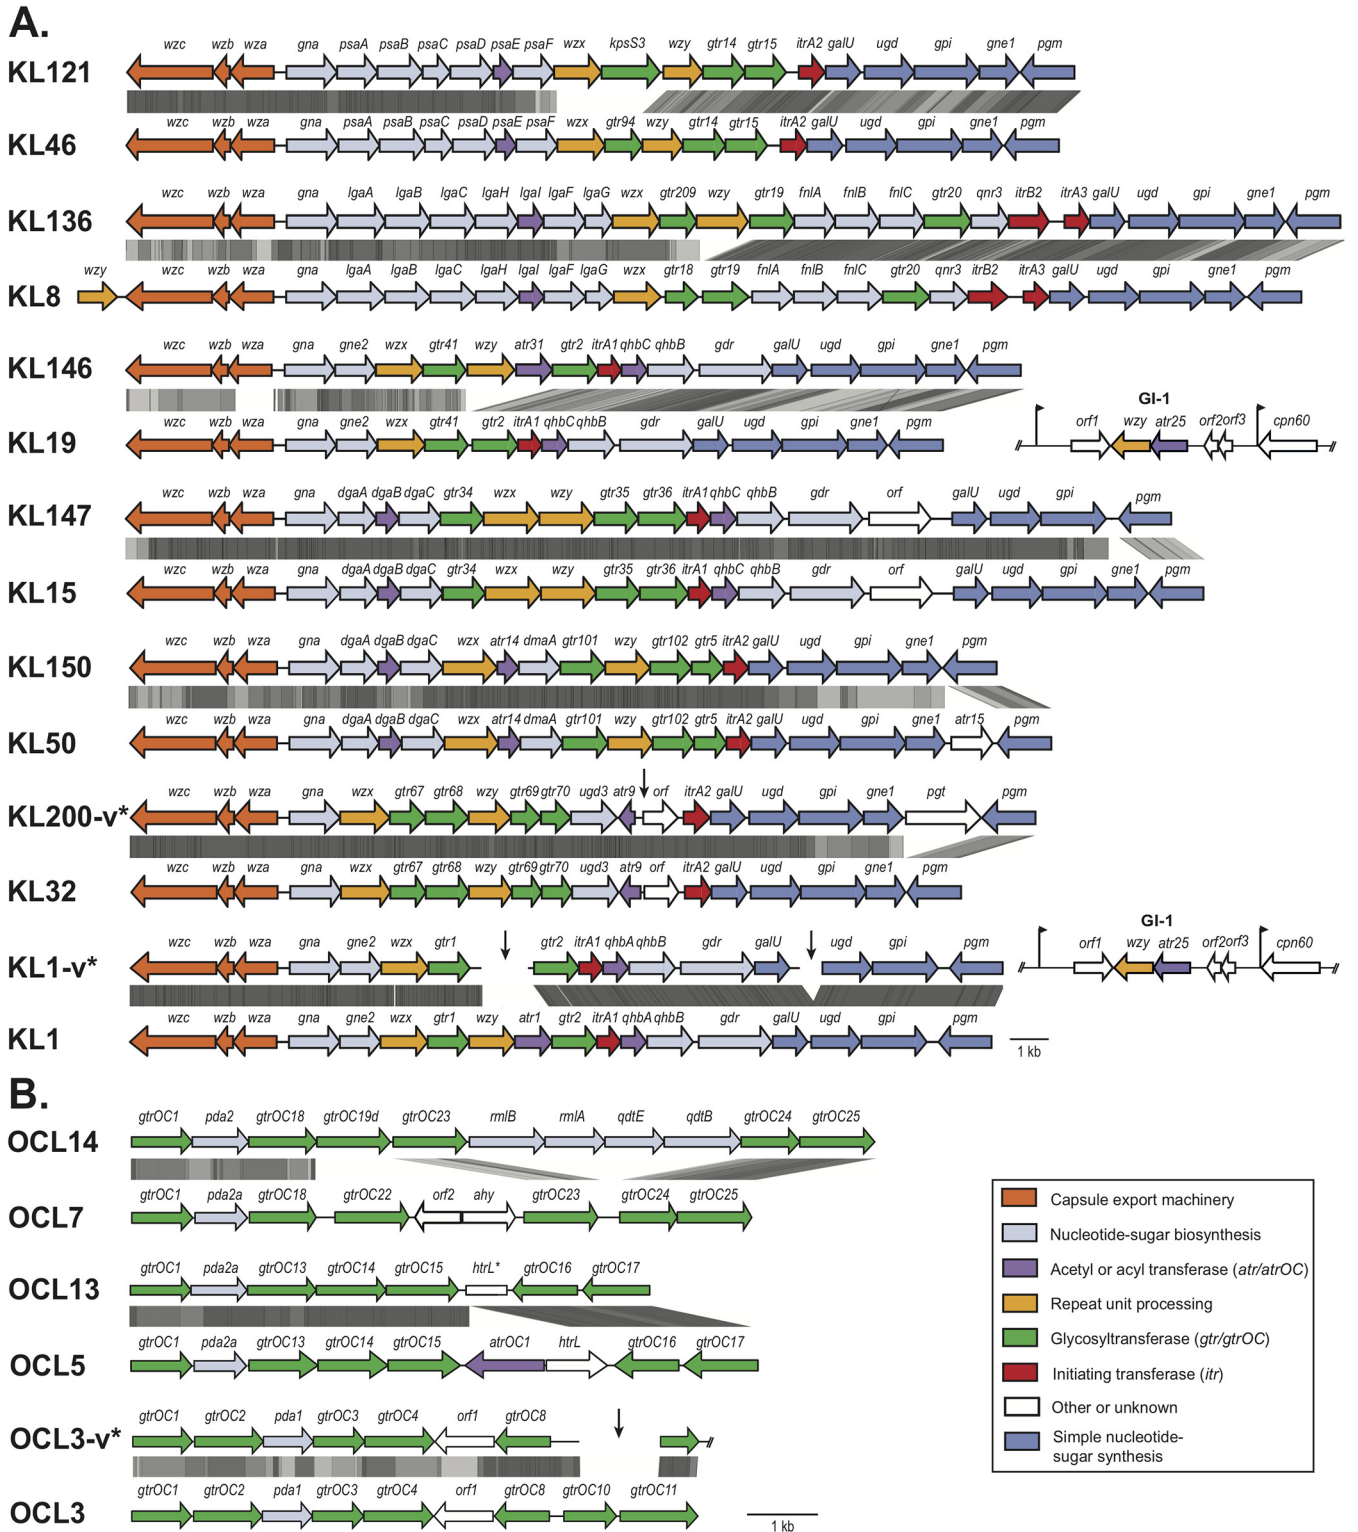 A.
wzc wzb wza gna psaA psaB psaC psaD psaE psaF wzx kpsS3 wzy gtr14 gtr15 itrA2 galU ugd gpi gne1 pgm
KL121
wzc wzb wza gna psaA psaB psaC psaD psaE psaF wzx gtr94 wzy gtr14 gtr15 itrA2 galU ugd gpi gne1 pgm
KL46
wzc wzb wza gna lgaA lgaB lgaC lgaH lgaI lgaF lgaG wzx gtr209 wzy gtr19 fnlA fnlB fnlC gtr20 qnr3 itrB2 itrA3 galU ugd gpi gne1 pgm
KL136
wzy wzc wzb wza gna lgaA lgaB lgaC lgaH lgaI lgaF lgaG wzx gtr18 gtr19 fnlA fnlB fnlC gtr20 qnr3 itrB2 itrA3 galU ugd gpi gne1 pgm
KL8
wzc wzb wza gna gne2 wzx gtr41 wzy atr31 gtr2 itrA1 qhbC qhbB gdr galU ugd gpi gne1 pgm
KL146
GI-1
wzc wzb wza gna gne2 wzx gtr41 gtr2 itrA1 qhbC qhbB gdr galU ugd gpi gne1 pgm orf1 wzy atr25 orf2 orf3 cpn60
KL19
wzc wzb wza gna dgaA dgaB dgaC gtr34 wzx wzy gtr35 gtr36 itrA1 qhbC qhbB gdr orf galU ugd gpi pgm
KL147
wzc wzb wza gna dgaA dgaB dgaC gtr34 wzx wzy gtr35 gtr36 itrA1 qhbC qhbB gdr orf galU ugd gpi gne1 pgm
KL15
wzc wzb wza gna dgaA dgaB dgaC wzx atr14 dmaA gtr101 wzy gtr102 gtr5 itrA2 galU ugd gpi gne1 pgm
KL150
wzc wzb wza gna dgaA dgaB dgaC wzx atr14 dmaA gtr101 wzy gtr102 gtr5 itrA2 galU ugd gpi gne1 atr15 pgm
KL50
wzc wzb wza gna wzx gtr67 gtr68 wzy gtr69 gtr70 ugd3 atr9 orf itrA2 galU ugd gpi gne1 pgt pgm
KL200-v*
wzc wzb wza gna wzx gtr67 gtr68 wzy gtr69 gtr70 ugd3 atr9 orf itrA2 galU ugd gpi gne1 pgm
KL32
GI-1
wzc wzb wza gna gne2 wzx gtr1 gtr2 itrA1 qhbA qhbB gdr galU ugd gpi pgm orf1 wzy atr25 orf2 orf3 cpn60
KL1-v*
wzc wzb wza gna gne2 wzx gtr1 wzy atr1 gtr2 itrA1 qhbA qhbB gdr galU ugd gpi pgm
KL1
1 kb
B.
gtrOC1 pda2 gtrOC18 gtrOC19d gtrOC23 rmlB rmlA qdtE qdtB gtrOC24 gtrOC25
OCL14
gtrOC1 pda2a gtrOC18 gtrOC22 orf2 ahy gtrOC23 gtrOC24 gtrOC25
OCL7
gtrOC1 pda2a gtrOC13 gtrOC14 gtrOC15 htrL* gtrOC16 gtrOC17
OCL13
gtrOC1 pda2a gtrOC13 gtrOC14 gtrOC15 atrOC1 htrL gtrOC16 gtrOC17
OCL5
gtrOC1 gtrOC2 pda1 gtrOC3 gtrOC4 orf1 gtrOC8
OCL3-v*
gtrOC1 gtrOC2 pda1 gtrOC3 gtrOC4 orf1 gtrOC8 gtrOC10 gtrOC11
OCL3
1 kb
Capsule export machinery
Nucleotide-sugar biosynthesis
Acetyl or acyl transferase (atr/atrOC)
Repeat unit processing
Glycosyltransferase (gtr/gtrOC)
Initiating transferase (itr)
Other or unknown
Simple nucleotide-
sugar synthesis